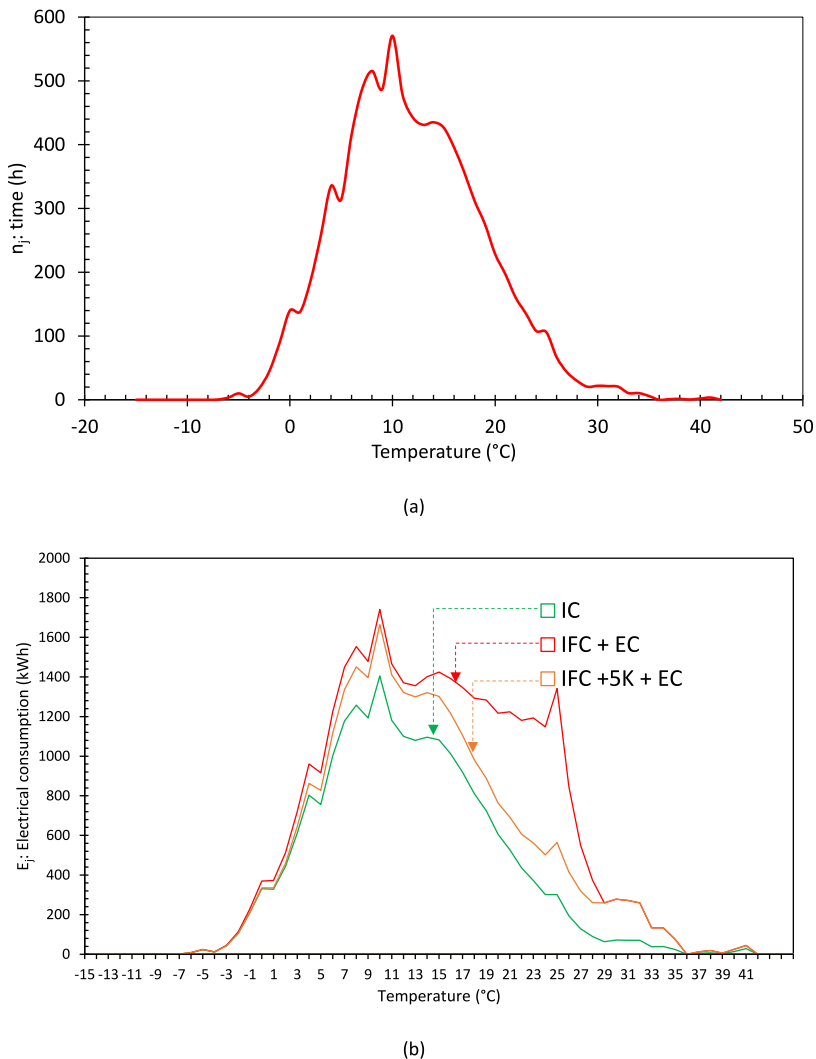 600
500
400
300
200
100
0
nⱼ: time (h)
-20 -10 0 10 20 30 40 50
Temperature (°C)
(a)
2000
1800
1600
1400
1200
1000
800
600
400
200
0
Eⱼ: Electrical consumption (kWh)
IC
IFC + EC
IFC +5K + EC
-15 -13 -11 -9 -7 -5 -3 -1 1 3 5 7 9 11 13 15 17 19 21 23 25 27 29 31 33 35 37 39 41
Temperature (°C)
(b)